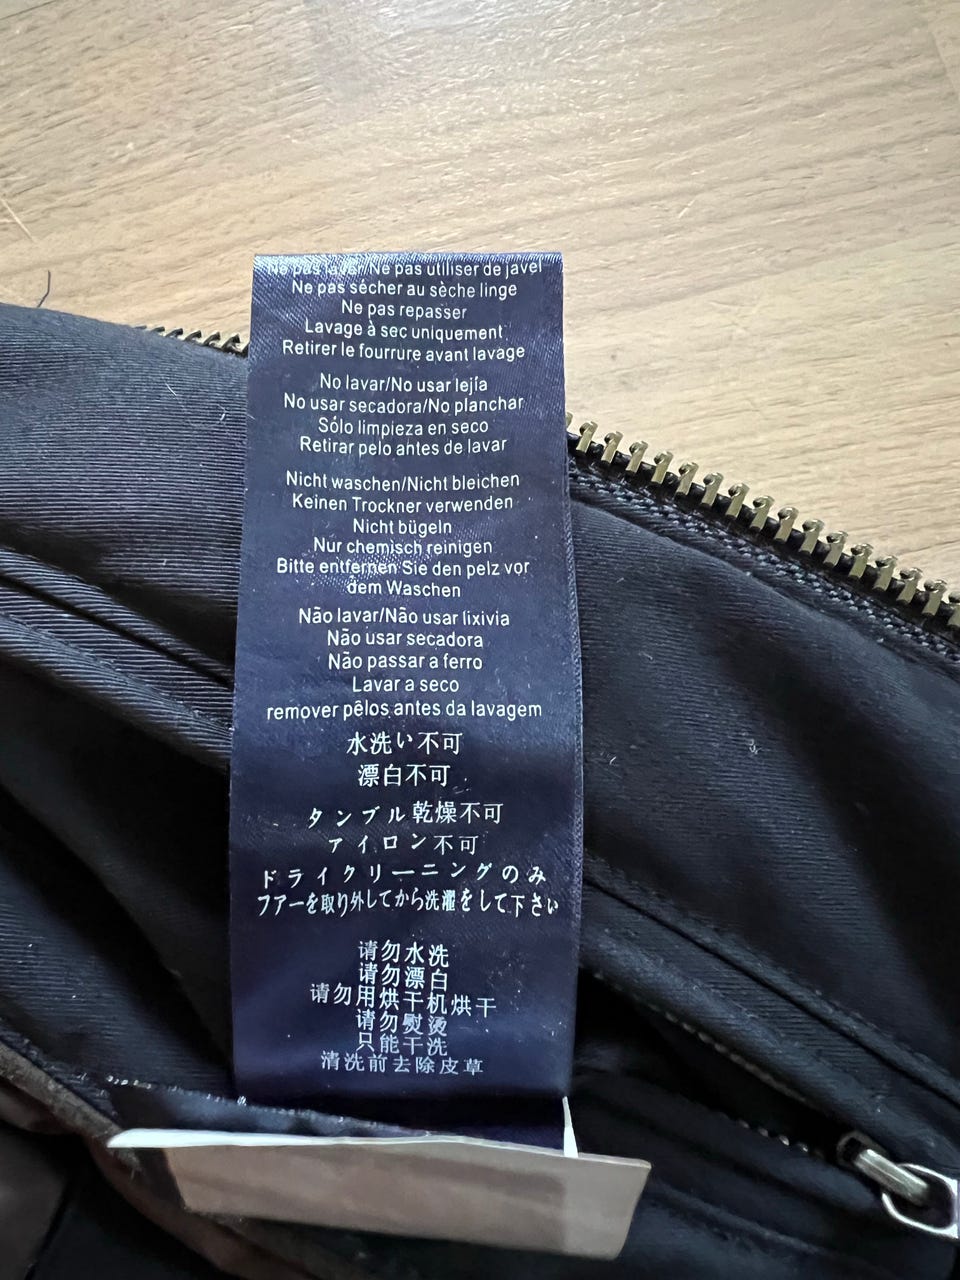 Ne pas laver/Ne pas utiliser de javel
Ne pas sécher au sèche linge
Ne pas repasser
Lavage à sec uniquement
Retirer le fourrure avant lavage
No lavar/No usar lejía
No usar secadora/No planchar
Sólo limpieza en seco
Retirar pelo antes de lavar
Nicht waschen/Nicht bleichen
Keinen Trockner verwenden
Nicht bügeln
Nur chemisch reinigen
Bitte entfernen Sie den pelz vor
dem Waschen
Não lavar/Não usar lixivia
Não usar secadora
Não passar a ferro
Lavar a seco
remover pêlos antes da lavagem
水洗い不可
漂白不可
タンブル乾燥不可
アイロン不可
ドライクリーニングのみ
ファーを取り外してから洗濯をして下さい
请勿水洗
请勿漂白
请勿用烘干机烘干
请勿熨烫
只能干洗
清洗前去除皮草